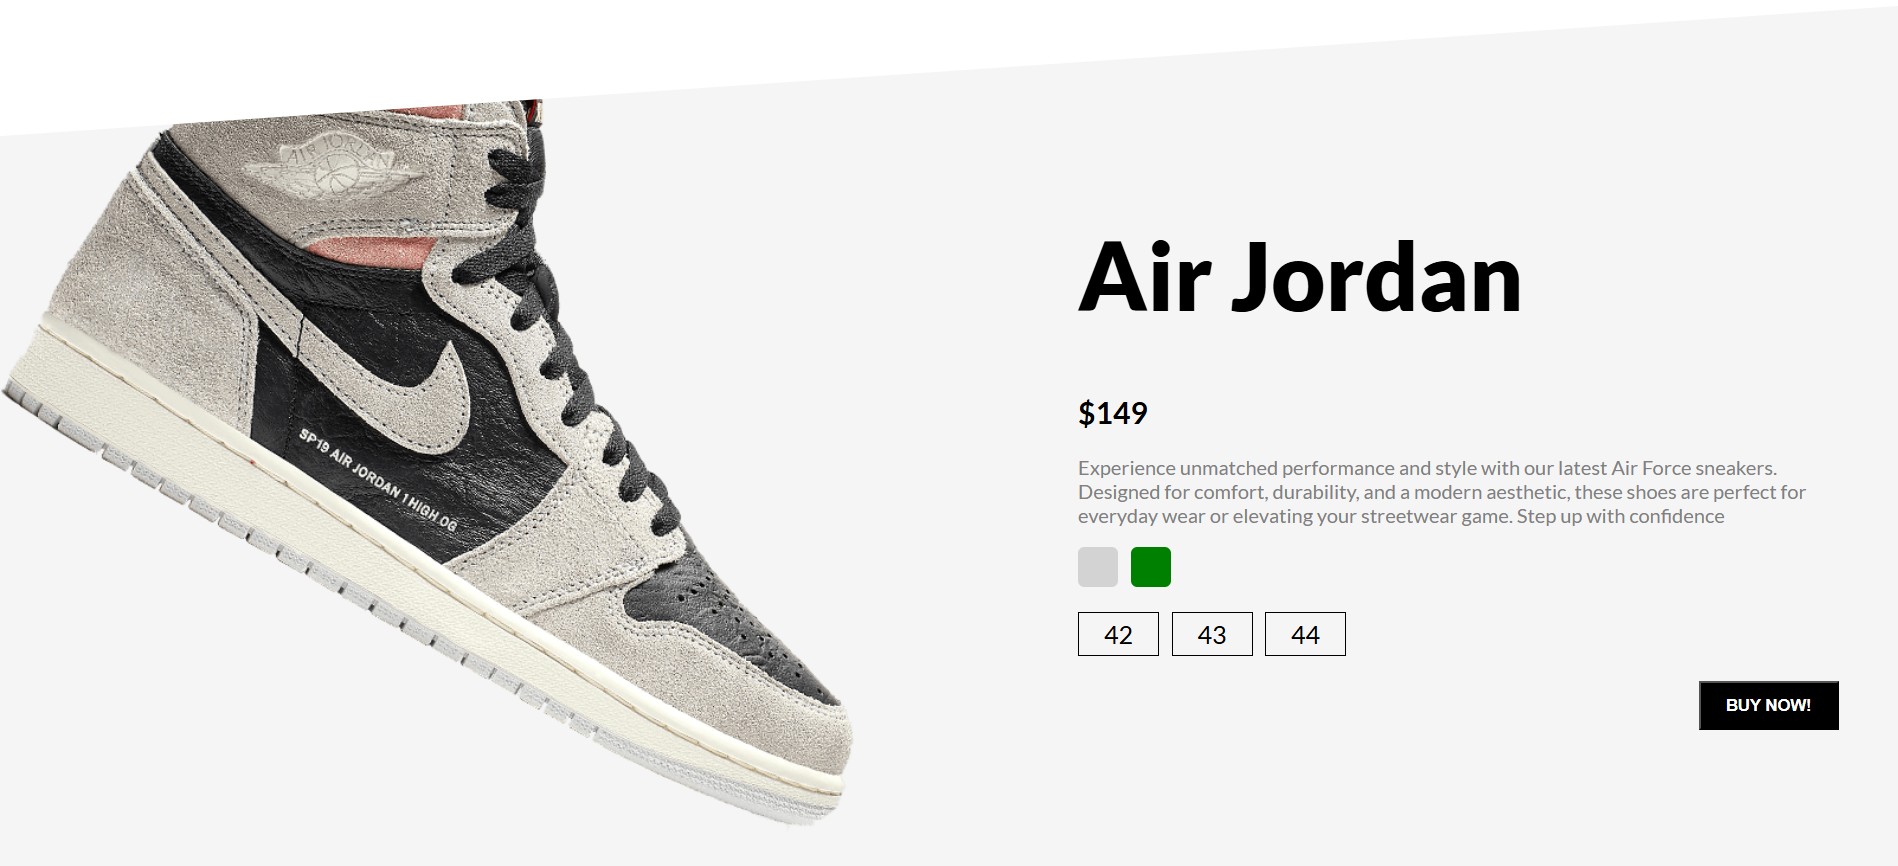 AIR JORDAN
SP19 AIR JORDAN 1 HIGH OG
Air Jordan
$149
Experience unmatched performance and style with our latest Air Force sneakers.
Designed for comfort, durability, and a modern aesthetic, these shoes are perfect for
everyday wear or elevating your streetwear game. Step up with confidence
42 43 44
BUY NOW!